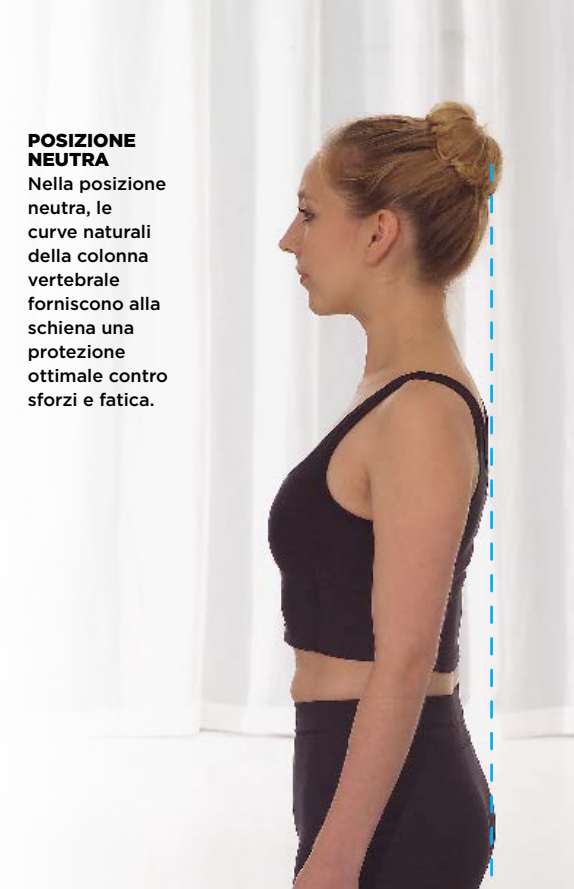 POSIZIONE
NEUTRA
Nella posizione
neutra, le
curve naturali
della colonna
vertebrale
forniscono alla
schiena una
protezione
ottimale contro
sforzi e fatica.